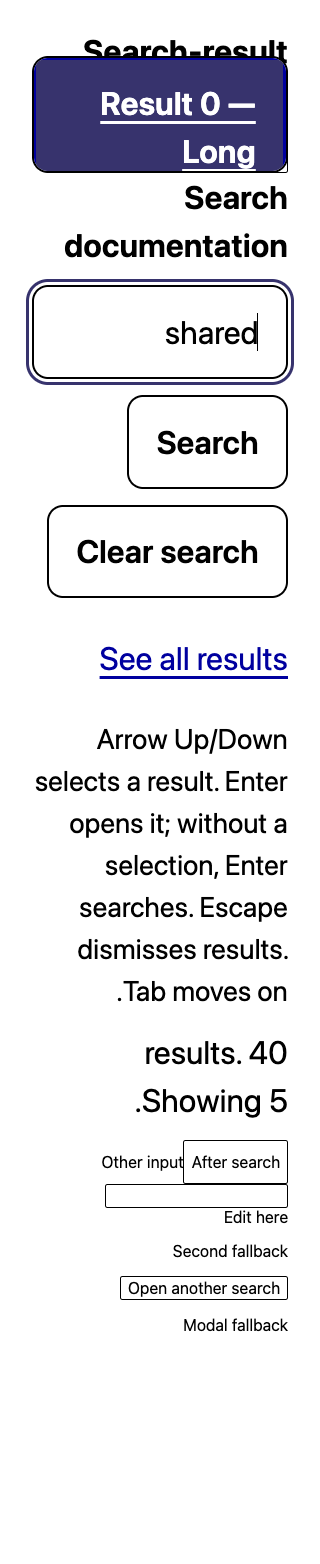 Search-result
Result 0 —
Long
Search
documentation
shared
Search
Clear search
See all results
Arrow Up/Down
selects a result. Enter
opens it; without a
selection, Enter
searches. Escape
dismisses results.
.Tab moves on
results. 40
.Showing 5
Other input After search
Edit here
Second fallback
Open another search
Modal fallback